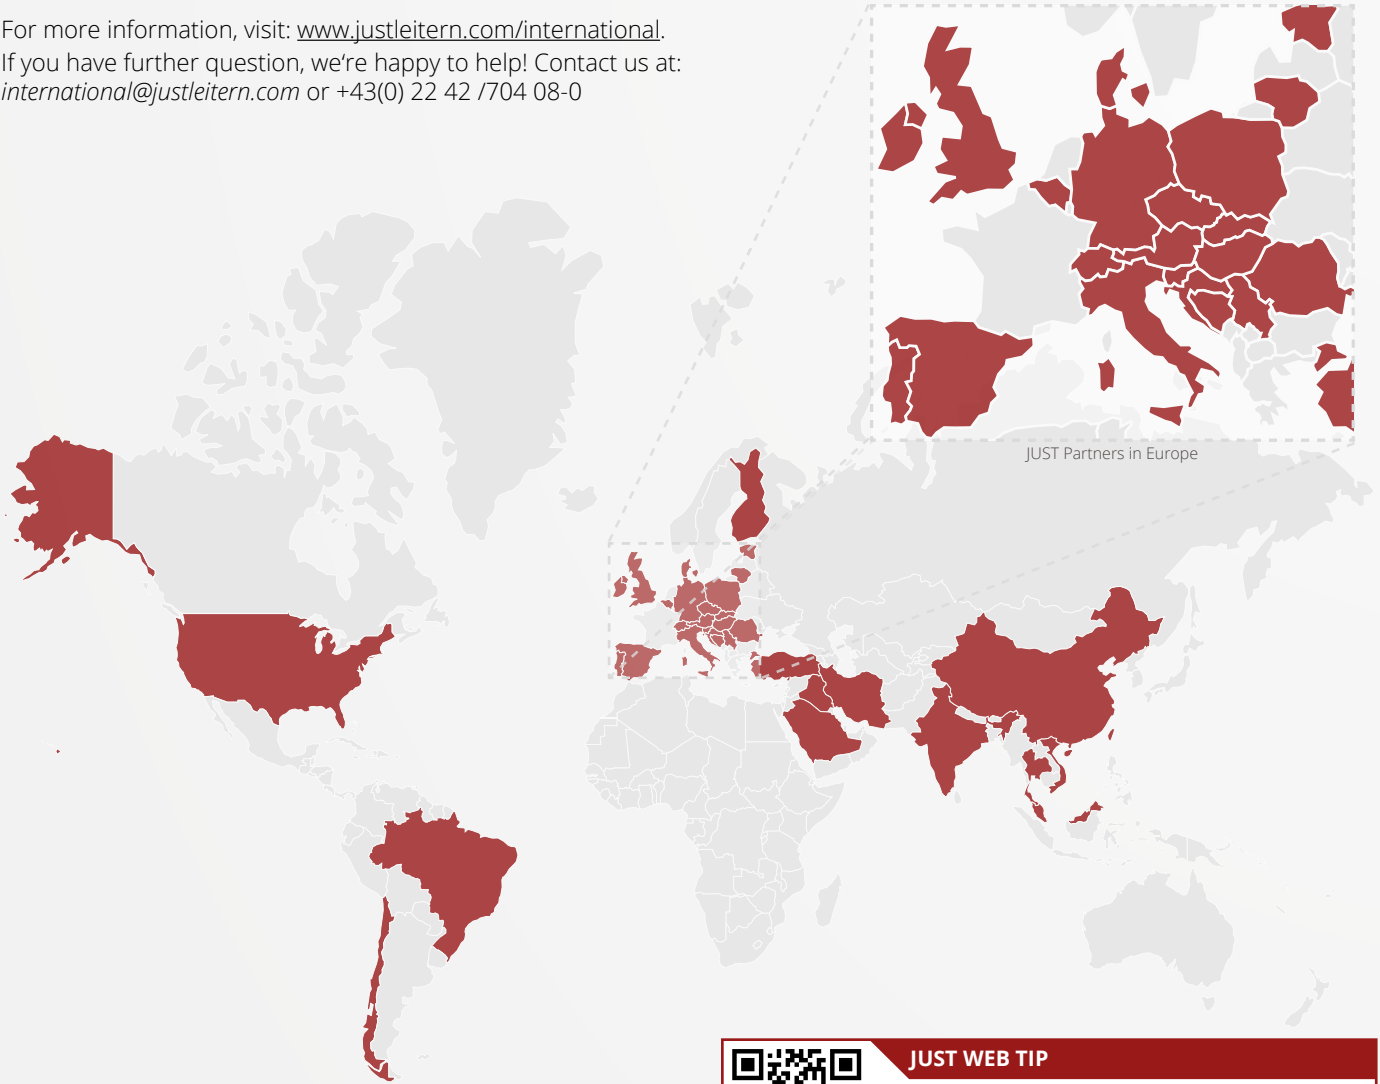 For more information, visit: www.justleitern.com/international.
If you have further question, we‘re happy to help! Contact us at:
international@justleitern.com or +43(0) 22 42 /704 08-0
JUST Partners in Europe
JUST WEB TIP